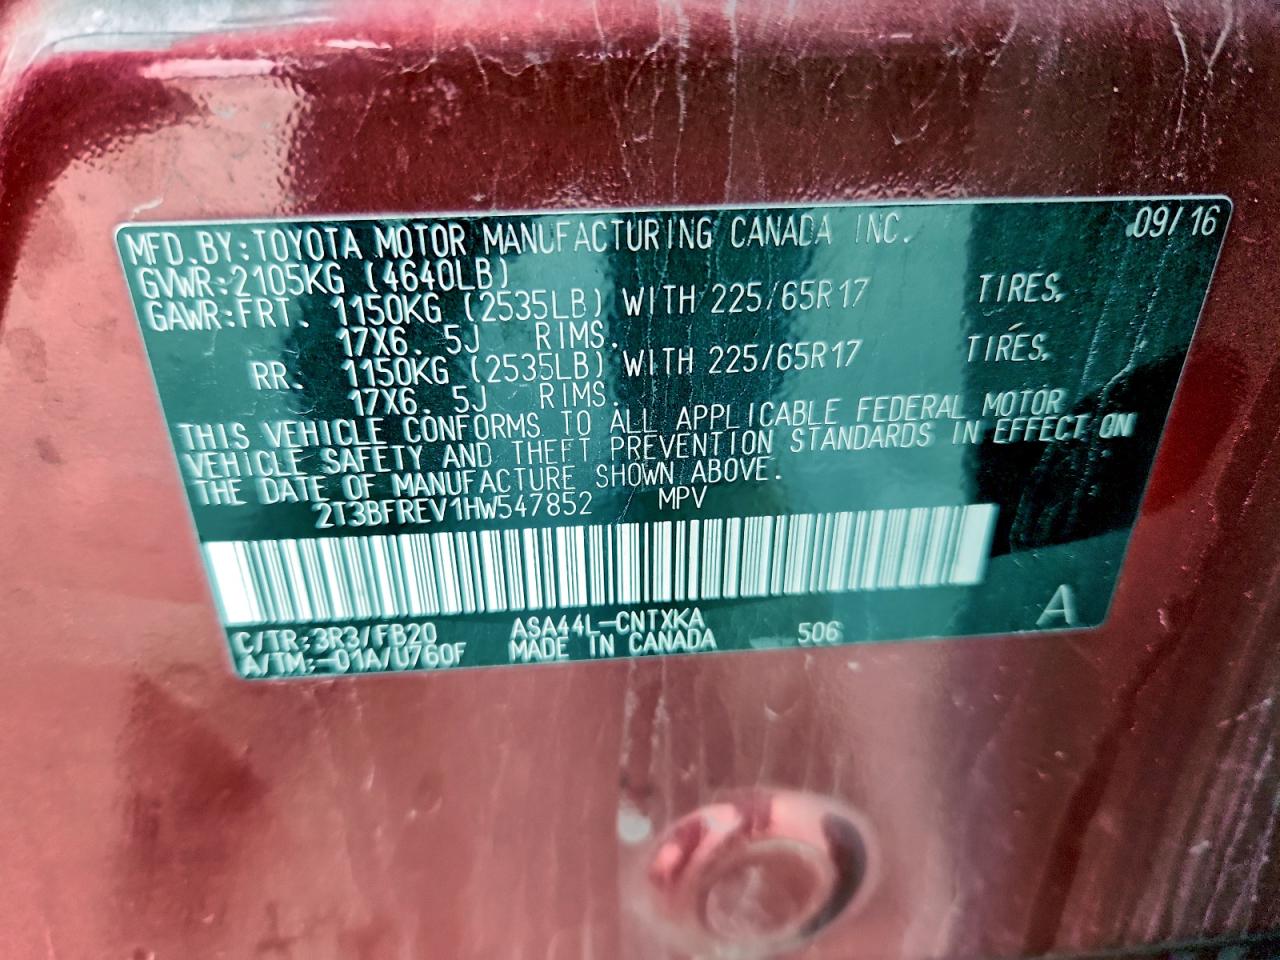 MFD. BY: TOYOTA MOTOR MANUFACTURING CANADA INC. 09/16
GVWR: 2105KG (4640LB)
GAWR: FRT. 1150KG (2535LB) WITH 225/65R17 TIRES,
17X6. 5J RIMS.
RR. 1150KG (2535LB) WITH 225/65R17 TIRES,
17X6. 5J RIMS.
THIS VEHICLE CONFORMS TO ALL APPLICABLE FEDERAL MOTOR
VEHICLE SAFETY AND THEFT PREVENTION STANDARDS IN EFFECT ON
THE DATE OF MANUFACTURE SHOWN ABOVE.
2T3BFREV1HW547852 MPV
A
C/TR: 3R3/FB20 ASA44L-CNTXKA 506
A/TM: -01A/U760F MADE IN CANADA